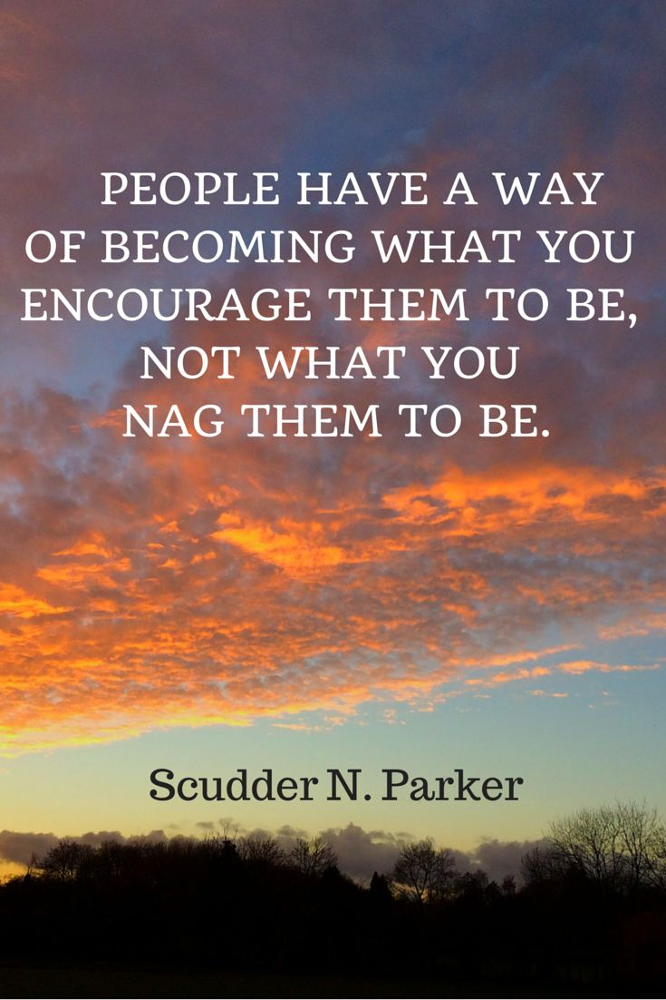 PEOPLE HAVE A WAY
OF BECOMING WHAT YOU
ENCOURAGE THEM TO BE,
NOT WHAT YOU
NAG THEM TO BE.
Scudder N. Parker